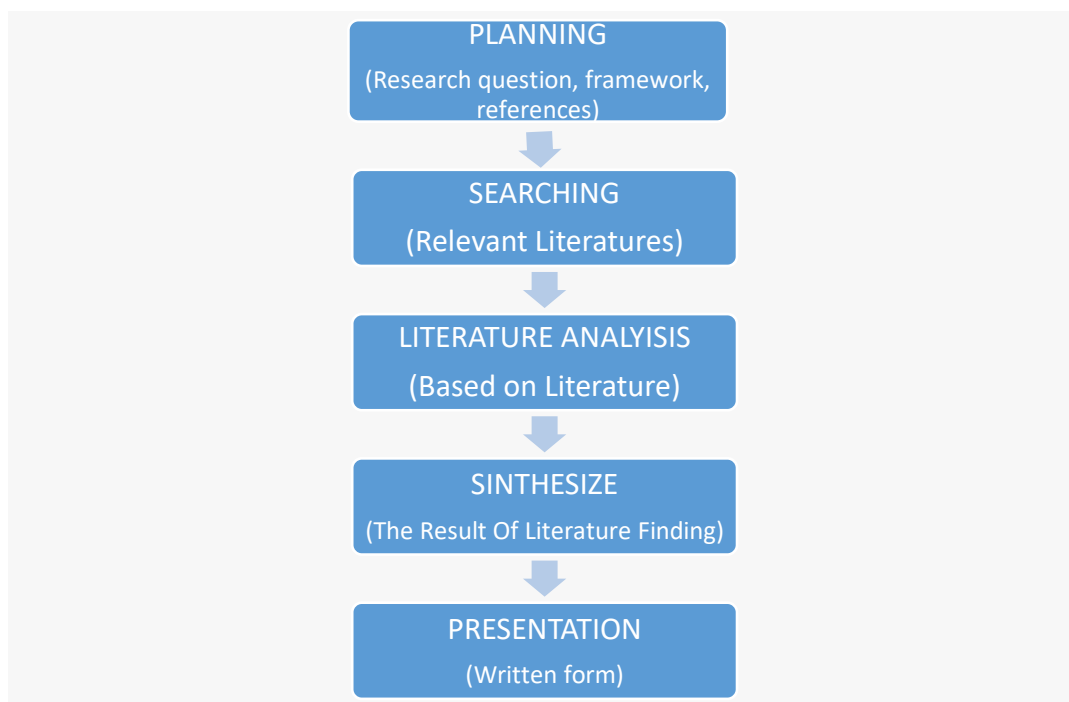 PLANNING
(Research question, framework,
references)
SEARCHING
(Relevant Literatures)
LITERATURE ANALYISIS
(Based on Literature)
SINTHESIZE
(The Result Of Literature Finding)
PRESENTATION
(Written form)